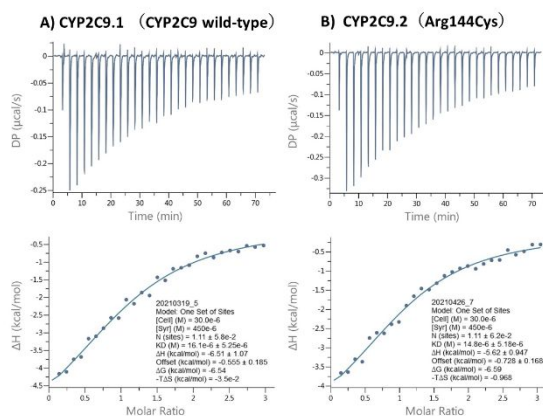 A) CYP2C9.1 （CYP2C9 wild-type）
B) CYP2C9.2 (Arg144Cys)
DP (µcal/s)
0
-0.05
-0.1
-0.15
-0.2
-0.25
0 10 20 30 40 50 60 70
Time (min)
DP (µcal/s)
0
-0.05
-0.1
-0.15
-0.2
-0.25
-0.3
0 10 20 30 40 50 60 70
Time (min)
ΔH (kcal/mol)
-0.5
-1
-1.5
-2
-2.5
-3
-3.5
-4
-4.5
0 0.5 1 1.5 2 2.5 3
Molar Ratio
20210319_5
Model: One Set of Sites
[Cell] (M) = 30.0e-6
[Syr] (M) = 450e-6
N (sites) = 1.11 ± 5.8e-2
KD (M) = 16.1e-6 ± 5.25e-6
ΔH (kcal/mol) = -6.51 ± 1.07
Offset (kcal/mol) = -0.555 ± 0.185
ΔG (kcal/mol) = -6.54
-TΔS (kcal/mol) = -3.5e-2
ΔH (kcal/mol)
-0.5
-1
-1.5
-2
-2.5
-3
-3.5
-4
0 0.5 1 1.5 2 2.5 3
Molar Ratio
20210426_7
Model: One Set of Sites
[Cell] (M) = 30.0e-6
[Syr] (M) = 450e-6
N (sites) = 1.11 ± 6.2e-2
KD (M) = 14.8e-6 ± 5.18e-6
ΔH (kcal/mol) = -5.62 ± 0.947
Offset (kcal/mol) = -0.728 ± 0.168
ΔG (kcal/mol) = -6.59
-TΔS (kcal/mol) = -0.968